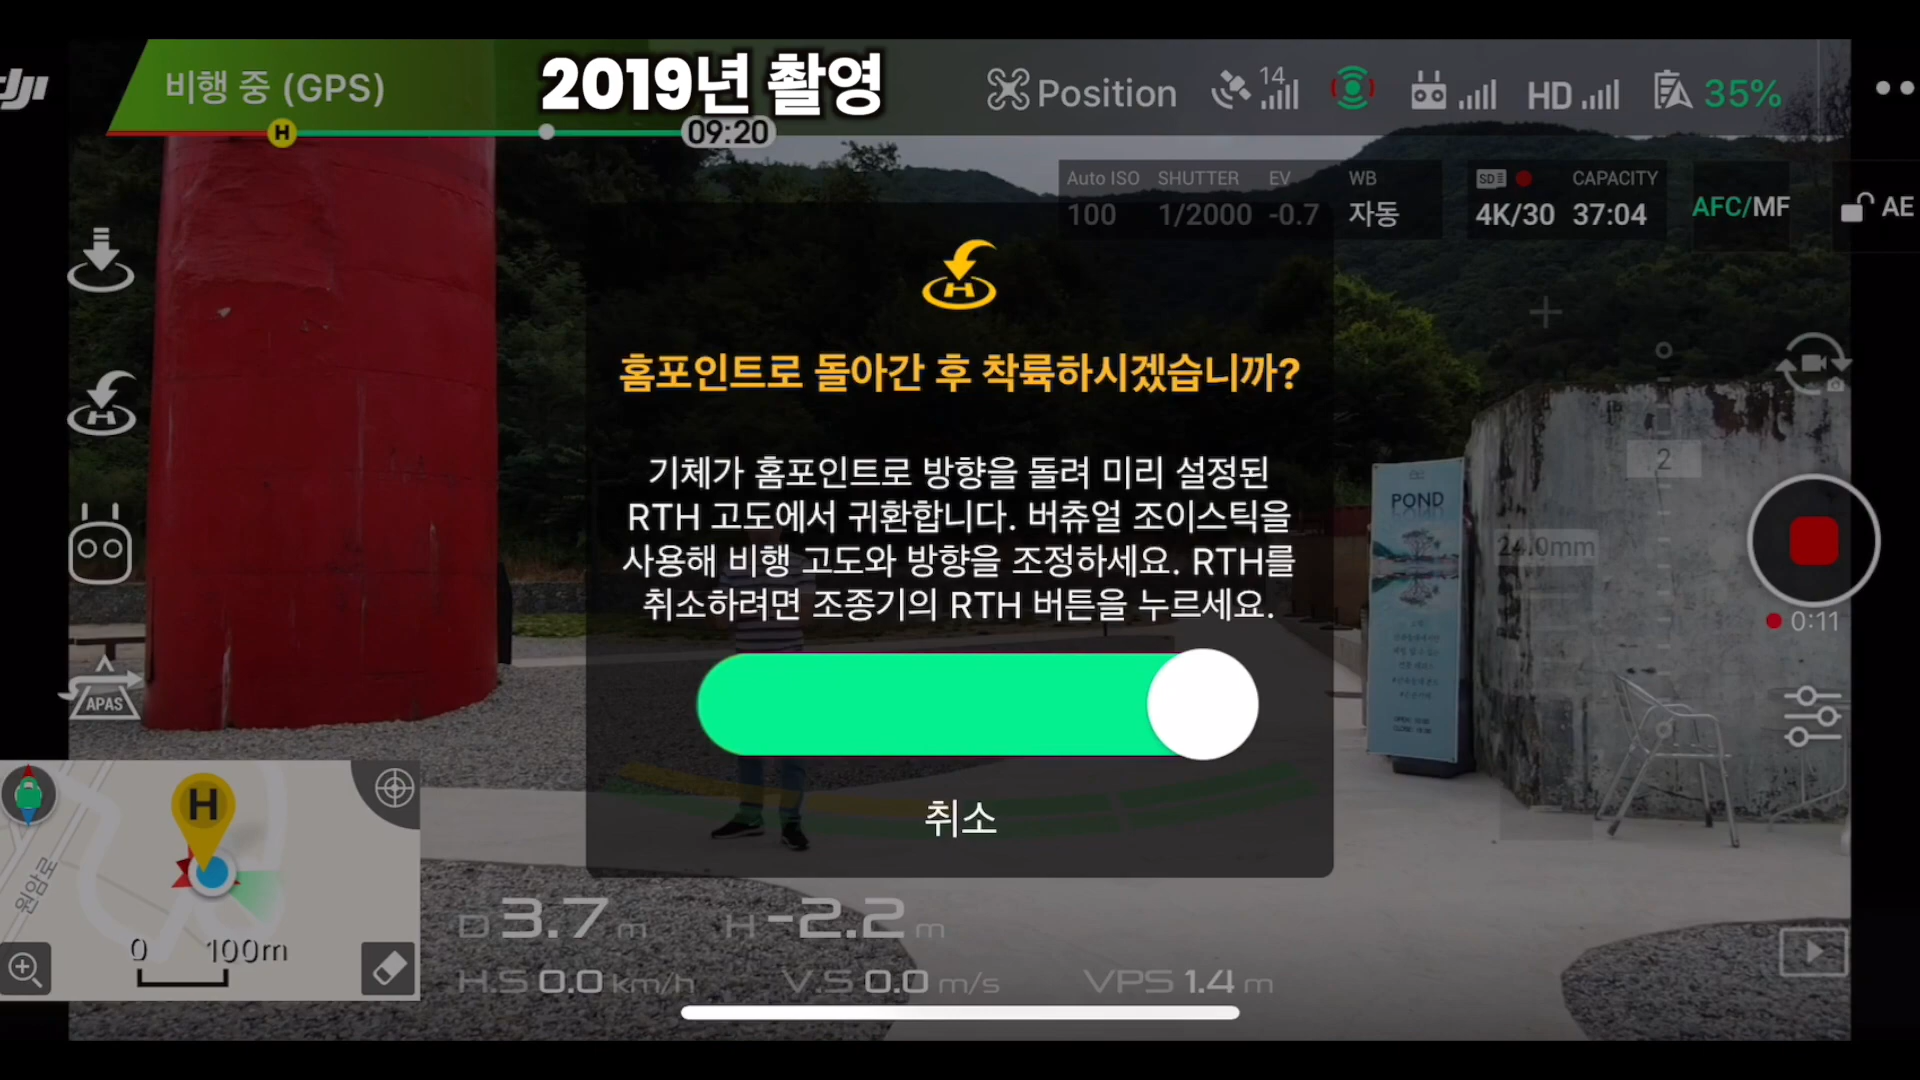 dji
비행 중 (GPS)
2019년 촬영
Position
14
HD
35%
H
09:20
Auto ISO
100
SHUTTER
1/2000
EV
-0.7
WB
자동
SD
4K/30
CAPACITY
37:04
AFC/MF
AE
홈포인트로 돌아간 후 착륙하시겠습니까?
기체가 홈포인트로 방향을 돌려 미리 설정된
RTH 고도에서 귀환합니다. 버츄얼 조이스틱을
사용해 비행 고도와 방향을 조정하세요. RTH를
취소하려면 조종기의 RTH 버튼을 누르세요.
취소
2
24.0mm
POND
0:11
APAS
H
원암로
0 100m
D 3.7 m H -2.2 m
H.S 0.0 km/h V.S 0.0 m/s VPS 1.4 m